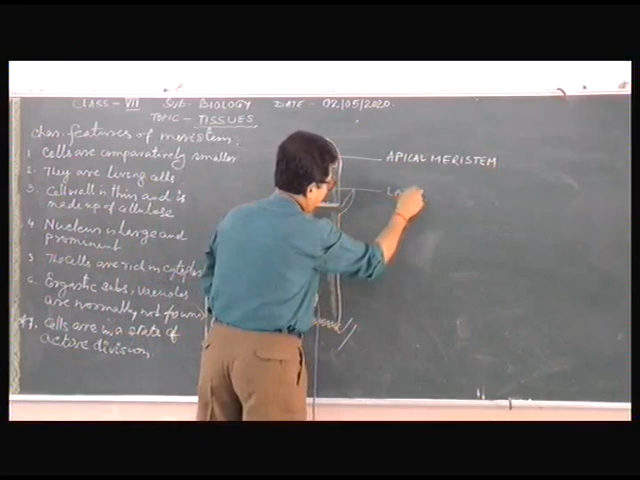 CLASS - VII SUB- BIOLOGY DATE - 02/05/2020.
TOPIC - TISSUES
Char. features of meristem;
1. Cells are comparatively smaller
2. They are living cells
3. Cell wall is thin and is
made up of cellulose
4. Nucleus is large and
prominent
5. The cells are rich in cytoplas
6. Ergastic subs, vacuoles
are normally not foun
7. Cells are in a state of
active division.
APICAL MERISTEM
LA